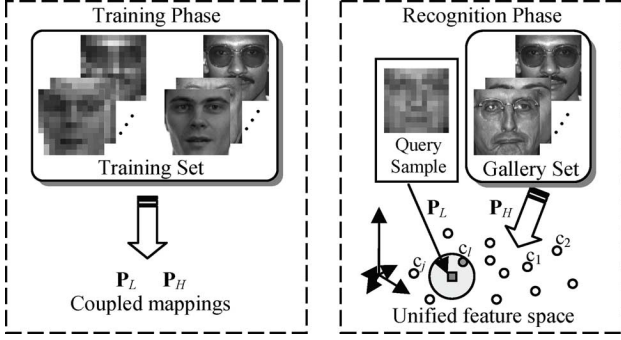 Training Phase
Training Set
P_L P_H
Coupled mappings
Recognition Phase
Query
Sample
Gallery Set
P_L P_H
c_j c_l c_1 c_2
Unified feature space